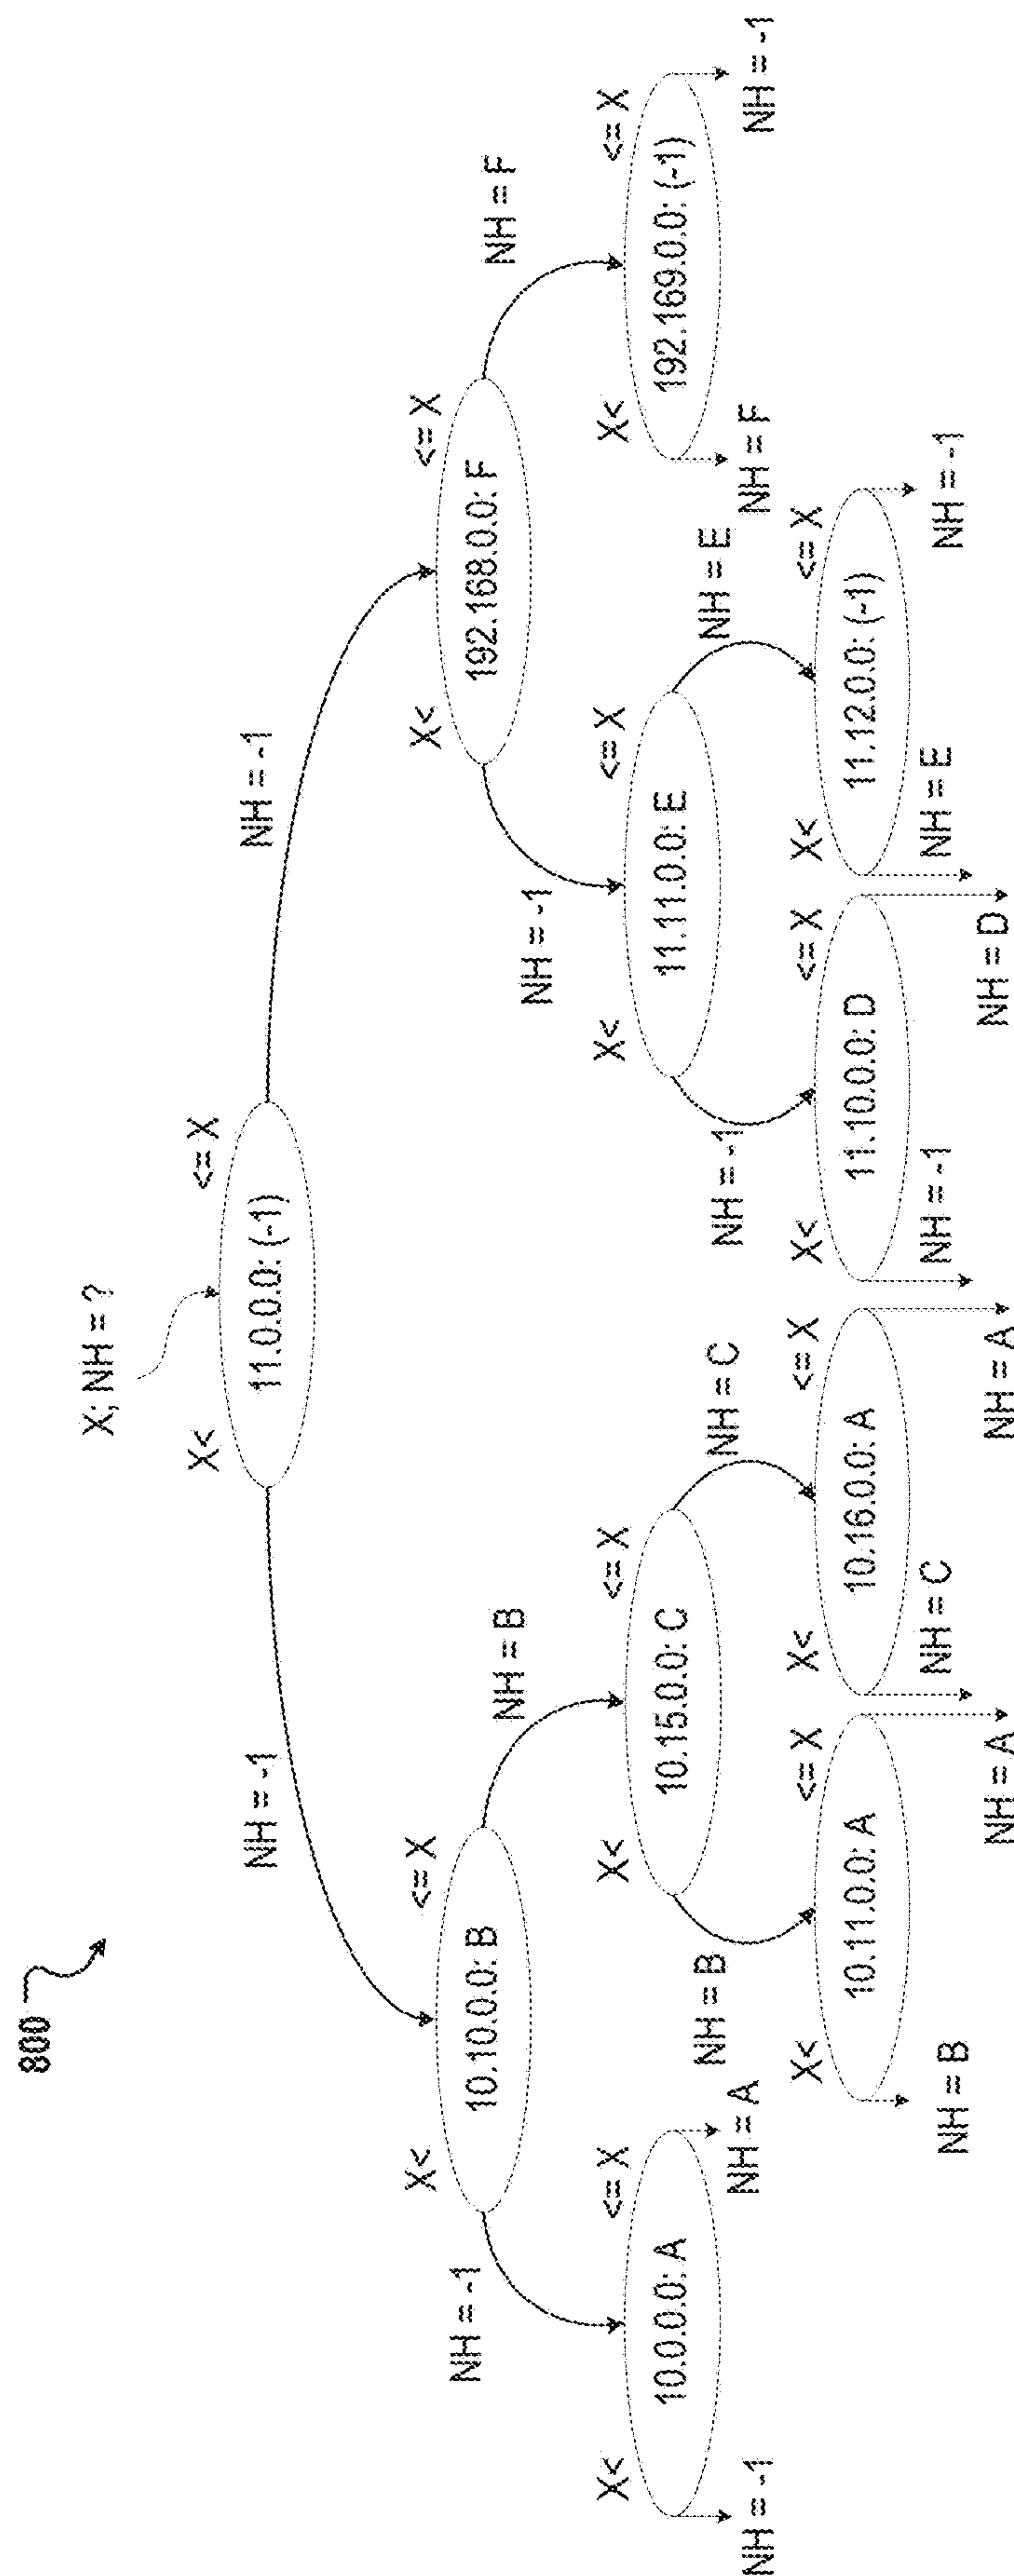 800
X; NH = ?
X<
<= X
11.0.0.0: (-1)
NH = -1
NH = -1
X<
<= X
10.10.0.0: B
X<
<= X
192.168.0.0: F
NH = -1
NH = B
NH = -1
NH = F
X<
<= X
10.0.0.0: A
X<
<= X
10.15.0.0: C
X<
<= X
11.11.0.0: E
X<
<= X
192.169.0.0: (-1)
NH = -1
NH = A
NH = B
NH = C
NH = -1
NH = E
NH = F
NH = -1
X<
<= X
10.11.0.0: A
X<
<= X
10.16.0.0: A
X<
<= X
11.10.0.0: D
X<
<= X
11.12.0.0: (-1)
NH = B
NH = A
NH = C
NH = A
NH = -1
NH = D
NH = E
NH = -1